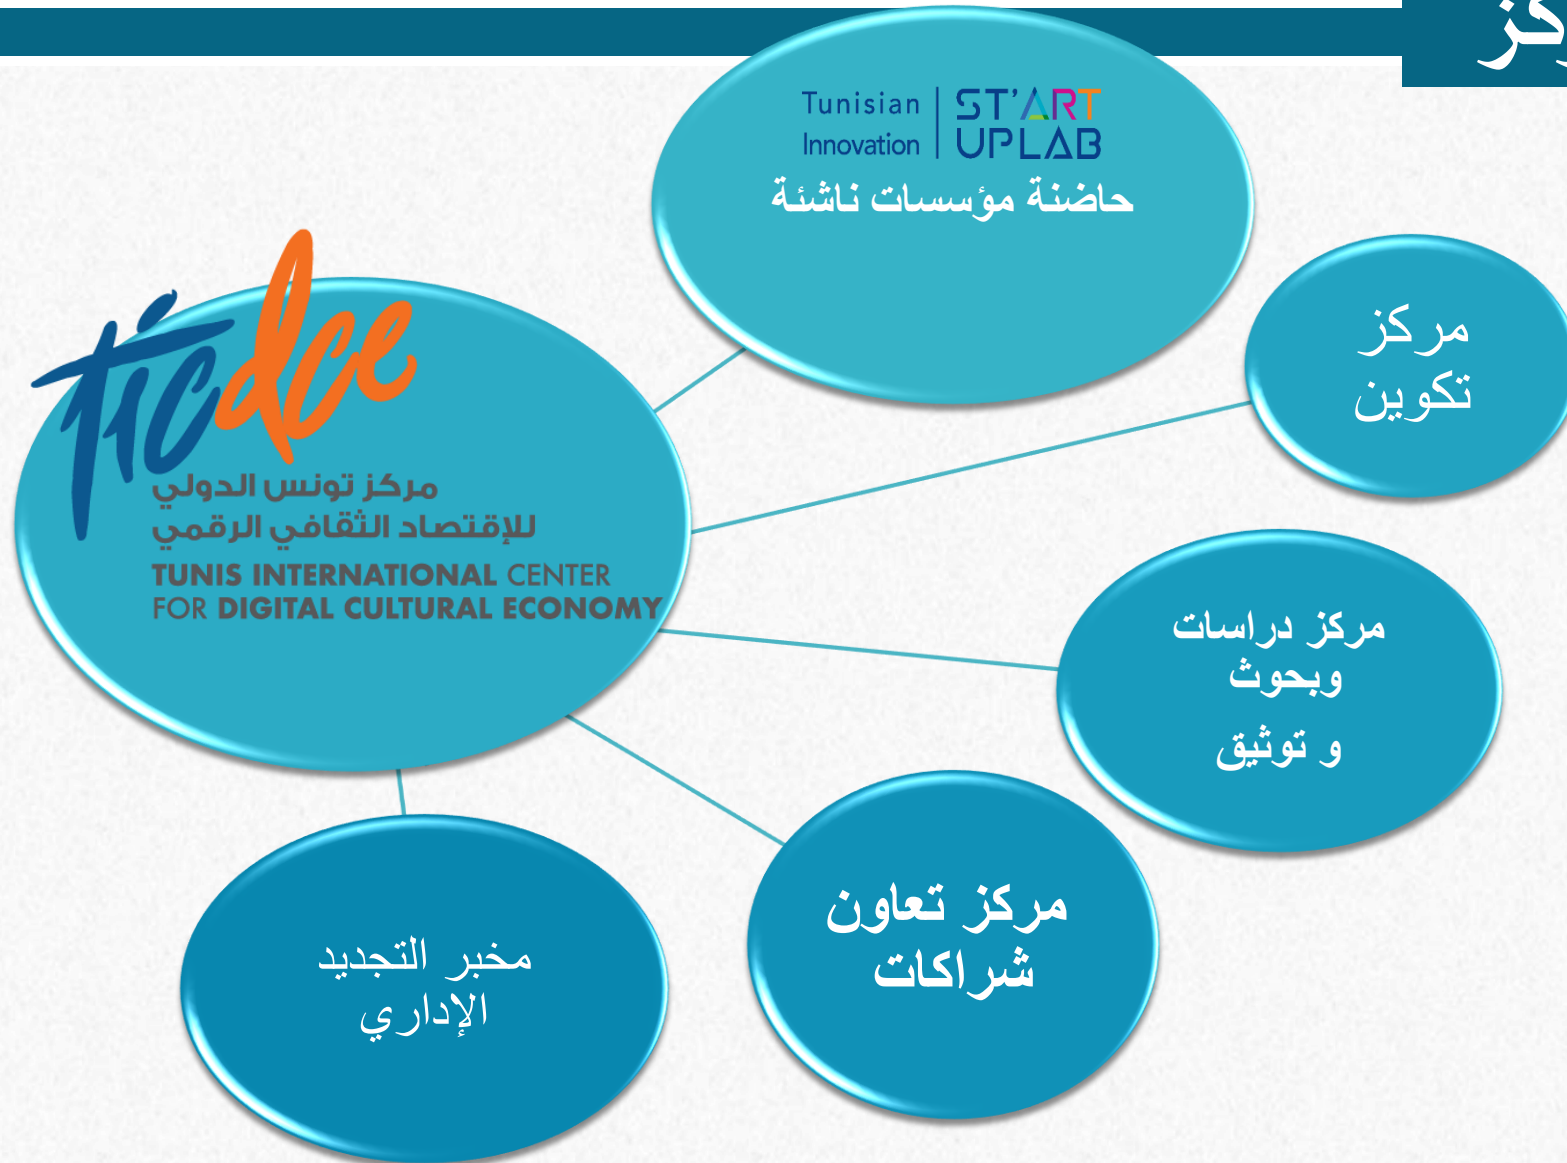 Tunisian
Innovation
ST'ART
UPLAB
حاضنة مؤسسات ناشئة
مركز
تكوين
ticdce
مركز تونس الدولي
للإقتصاد الثقافي الرقمي
TUNIS INTERNATIONAL CENTER
FOR DIGITAL CULTURAL ECONOMY
مركز دراسات
وبحوث
و توثيق
مركز تعاون
شراكات
مخبر التجديد
الإداري